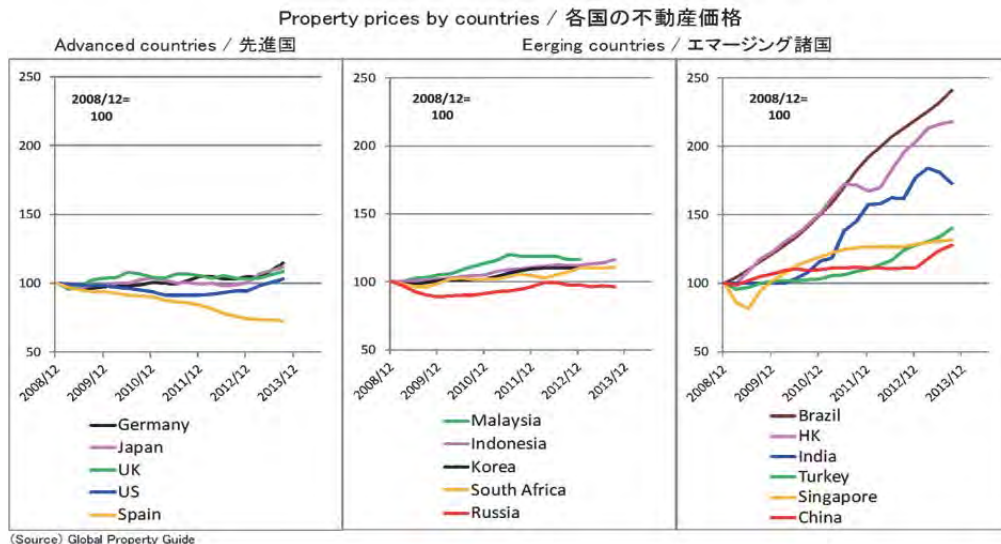 Property prices by countries / 各国の不動産価格
Advanced countries / 先進国
Eerging countries / エマージング諸国
250
200
150
100
50
2008/12=
100
2008/12
2009/12
2010/12
2011/12
2012/12
2013/12
Germany
Japan
UK
US
Spain
250
200
150
100
50
2008/12=
100
2008/12
2009/12
2010/12
2011/12
2012/12
2013/12
Malaysia
Indonesia
Korea
South Africa
Russia
250
200
150
100
50
2008/12=
100
2008/12
2009/12
2010/12
2011/12
2012/12
2013/12
Brazil
HK
India
Turkey
Singapore
China
(Source) Global Property Guide